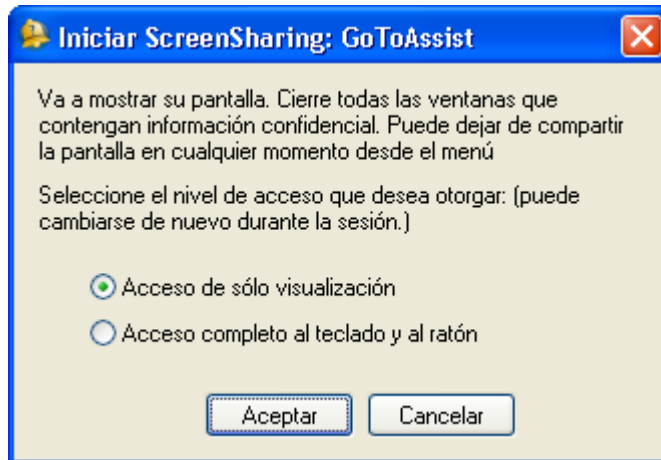 Iniciar ScreenSharing: GoToAssist
Va a mostrar su pantalla. Cierre todas las ventanas que
contengan información confidencial. Puede dejar de compartir
la pantalla en cualquier momento desde el menú
Seleccione el nivel de acceso que desea otorgar: (puede
cambiarse de nuevo durante la sesión.)
Acceso de sólo visualización
Acceso completo al teclado y al ratón
Aceptar Cancelar